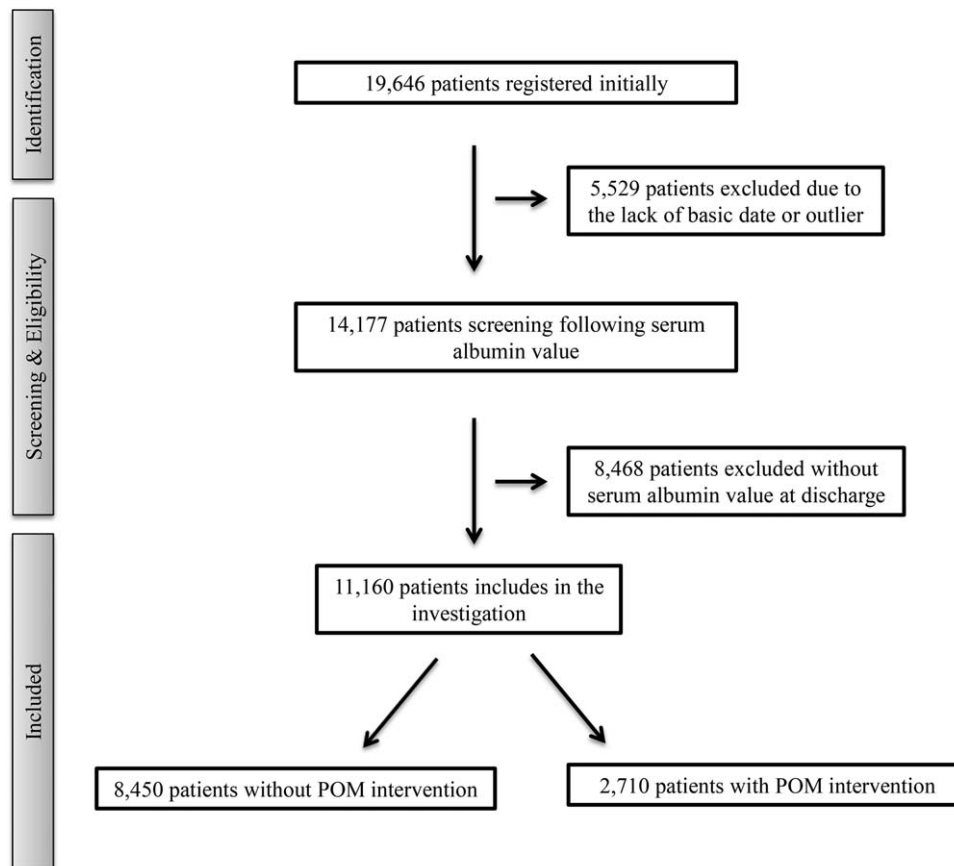 Identification
19,646 patients registered initially
5,529 patients excluded due to
the lack of basic date or outlier
Screening & Eligibility
14,177 patients screening following serum
albumin value
8,468 patients excluded without
serum albumin value at discharge
Included
11,160 patients includes in the
investigation
8,450 patients without POM intervention
2,710 patients with POM intervention